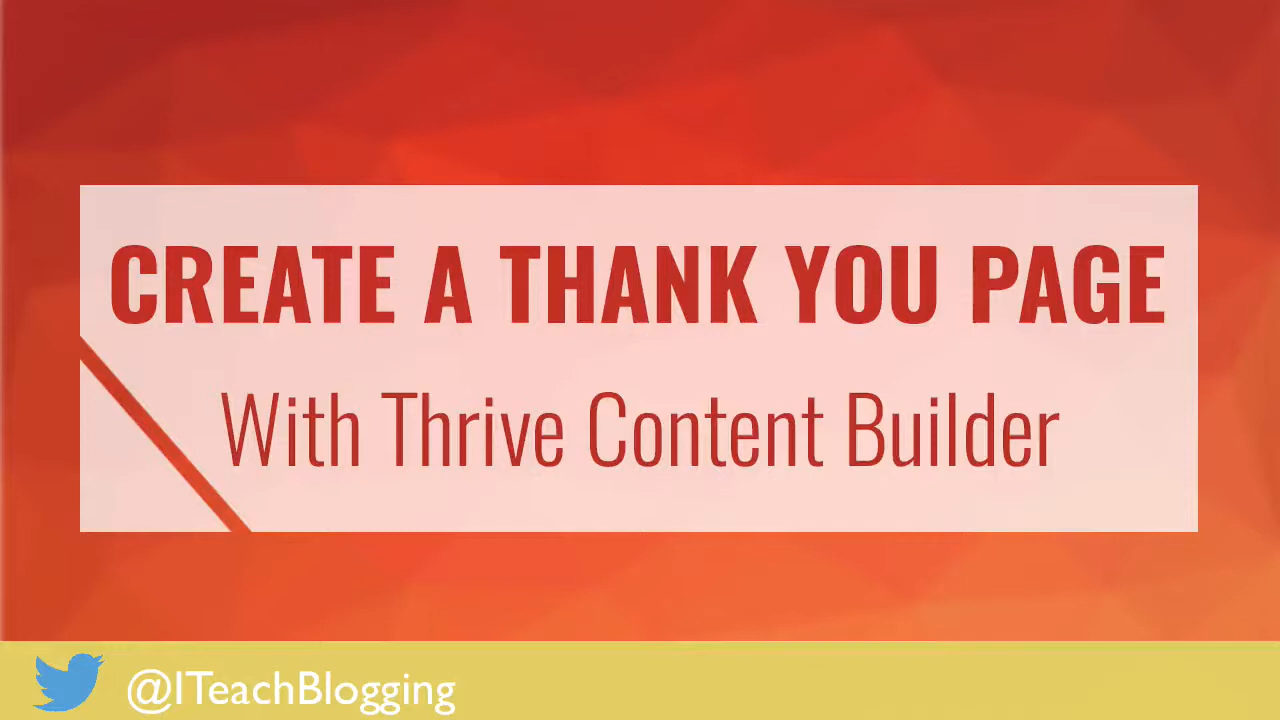 CREATE A THANK YOU PAGE
With Thrive Content Builder
@ITeachBlogging